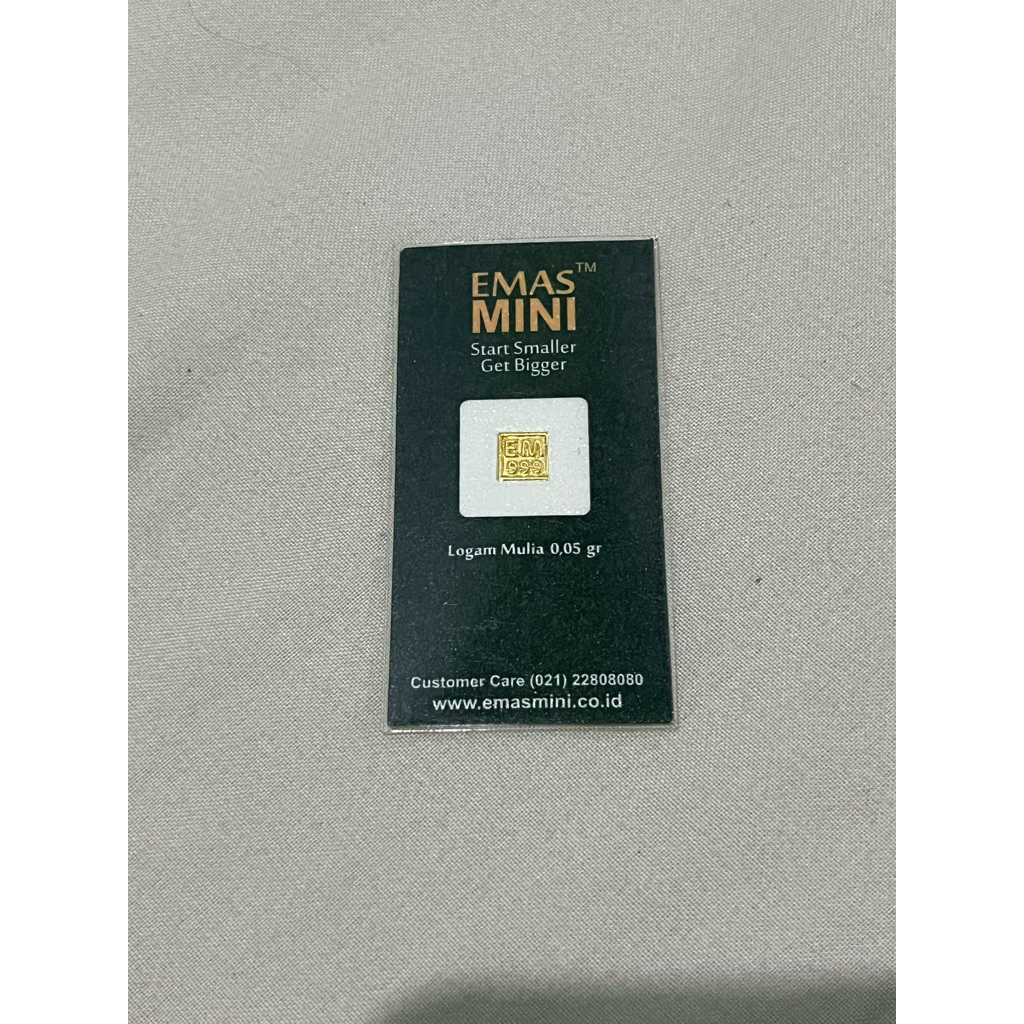 EMAS™
MINI
Start Smaller
Get Bigger
EM
999
Logam Mulia 0,05 gr
Customer Care (021) 22808080
www.emasmini.co.id